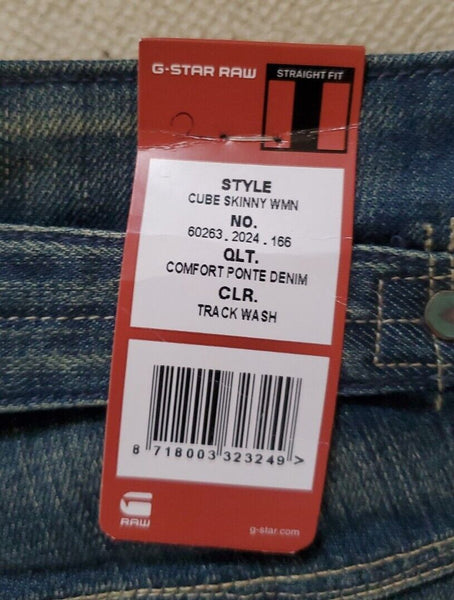 G-STAR RAW
STRAIGHT FIT
STYLE
CUBE SKINNY WMN
NO.
60263.2024.166
QLT.
COMFORT PONTE DENIM
CLR.
TRACK WASH
8 718003 323249 >
RAW
g-star.com